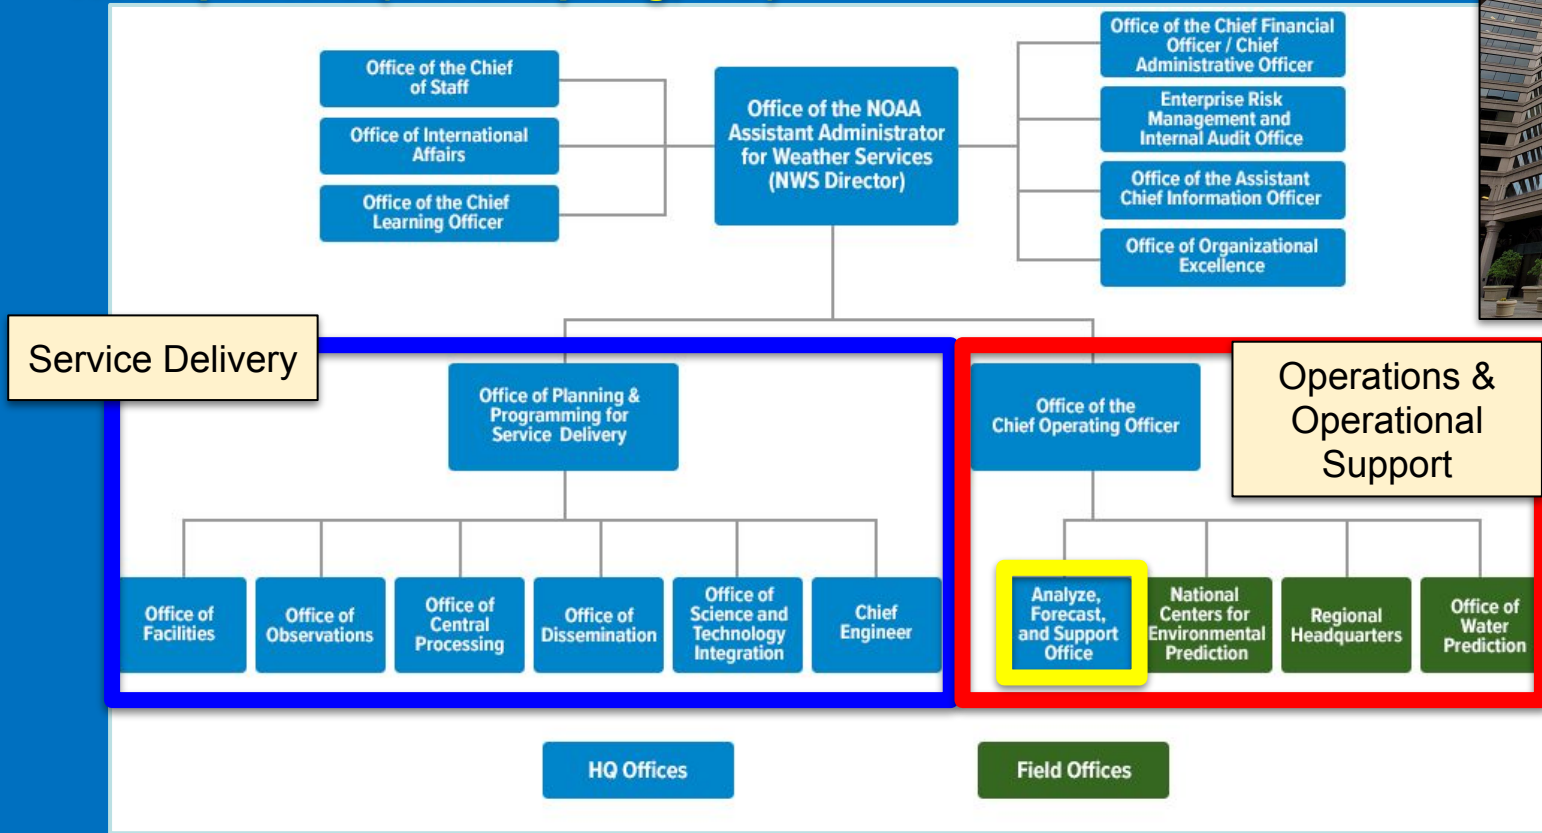 Office of the Chief
of Staff
Office of International
Affairs
Office of the Chief
Learning Officer
Office of the NOAA
Assistant Administrator
for Weather Services
(NWS Director)
Office of the Chief Financial
Officer / Chief
Administrative Officer
Enterprise Risk
Management and
Internal Audit Office
Office of the Assistant
Chief Information Officer
Office of Organizational
Excellence
Service Delivery
Office of Planning &
Programming for
Service Delivery
Office of the
Chief Operating Officer
Operations &
Operational
Support
Office of
Facilities
Office of
Observations
Office of
Central
Processing
Office of
Dissemination
Office of
Science and
Technology
Integration
Chief
Engineer
Analyze,
Forecast,
and Support
Office
National
Centers for
Environmental
Prediction
Regional
Headquarters
Office of
Water
Prediction
HQ Offices
Field Offices